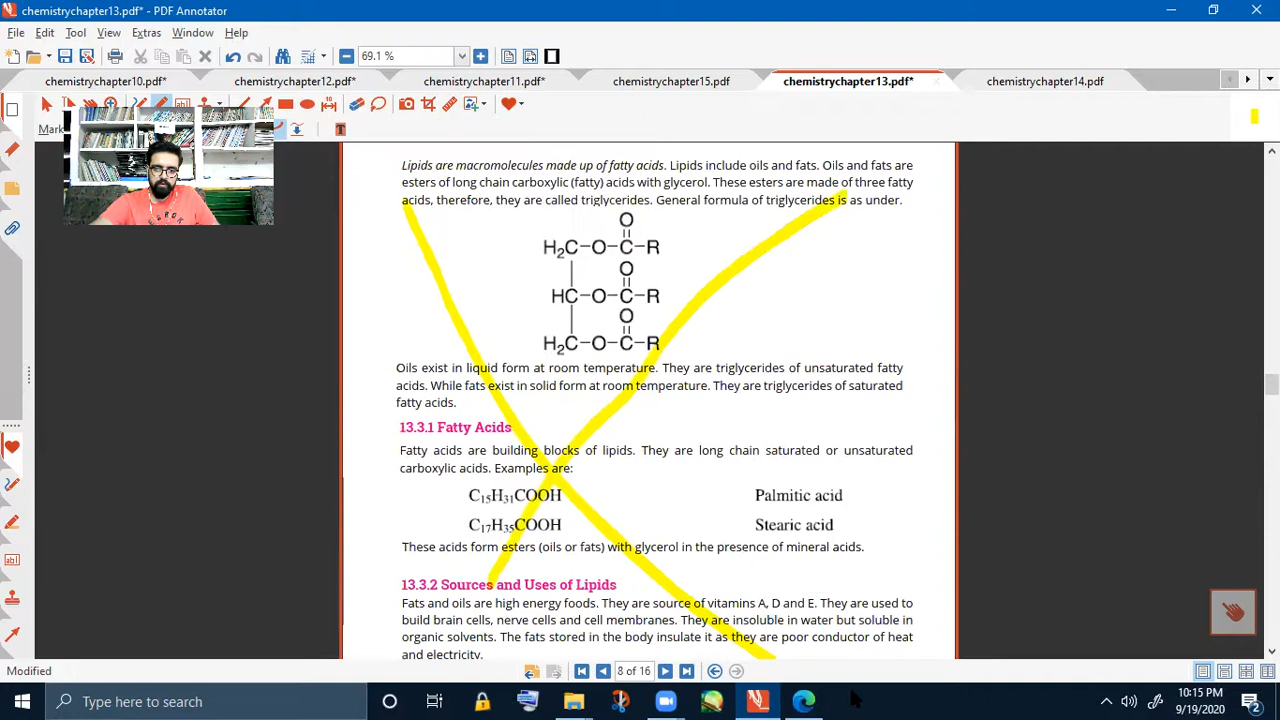 chemistrychapter13.pdf* - PDF Annotator
File Edit Tool View Extras Window Help
69.1 %
chemistrychapter10.pdf* chemistrychapter12.pdf* chemistrychapter11.pdf* chemistrychapter15.pdf chemistrychapter13.pdf* chemistrychapter14.pdf
Mark
Lipids are macromolecules made up of fatty acids. Lipids include oils and fats. Oils and fats are
esters of long chain carboxylic (fatty) acids with glycerol. These esters are made of three fatty
acids, therefore, they are called triglycerides. General formula of triglycerides is as under.
O
H₂C–O–C–R
O
HC–O–C–R
O
H₂C–O–C–R
Oils exist in liquid form at room temperature. They are triglycerides of unsaturated fatty
acids. While fats exist in solid form at room temperature. They are triglycerides of saturated
fatty acids.
13.3.1 Fatty Acids
Fatty acids are building blocks of lipids. They are long chain saturated or unsaturated
carboxylic acids. Examples are:
C₁₅H₃₁COOH Palmitic acid
C₁₇H₃₅COOH Stearic acid
These acids form esters (oils or fats) with glycerol in the presence of mineral acids.
13.3.2 Sources and Uses of Lipids
Fats and oils are high energy foods. They are source of vitamins A, D and E. They are used to
build brain cells, nerve cells and cell membranes. They are insoluble in water but soluble in
organic solvents. The fats stored in the body insulate it as they are poor conductor of heat
and electricity.
Modified 8 of 16
Type here to search
10:15 PM
9/19/2020
2